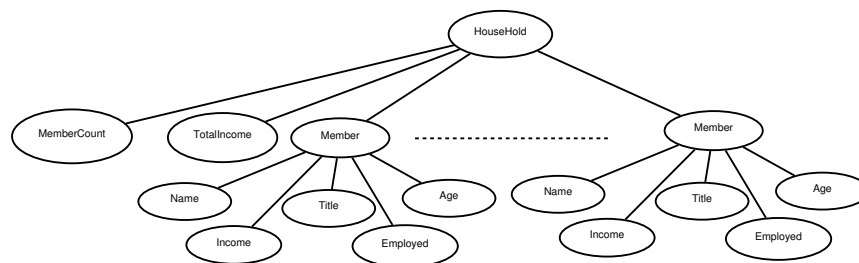 HouseHold
MemberCount
TotalIncome
Member
Member
Name
Title
Age
Name
Title
Age
Income
Employed
Income
Employed